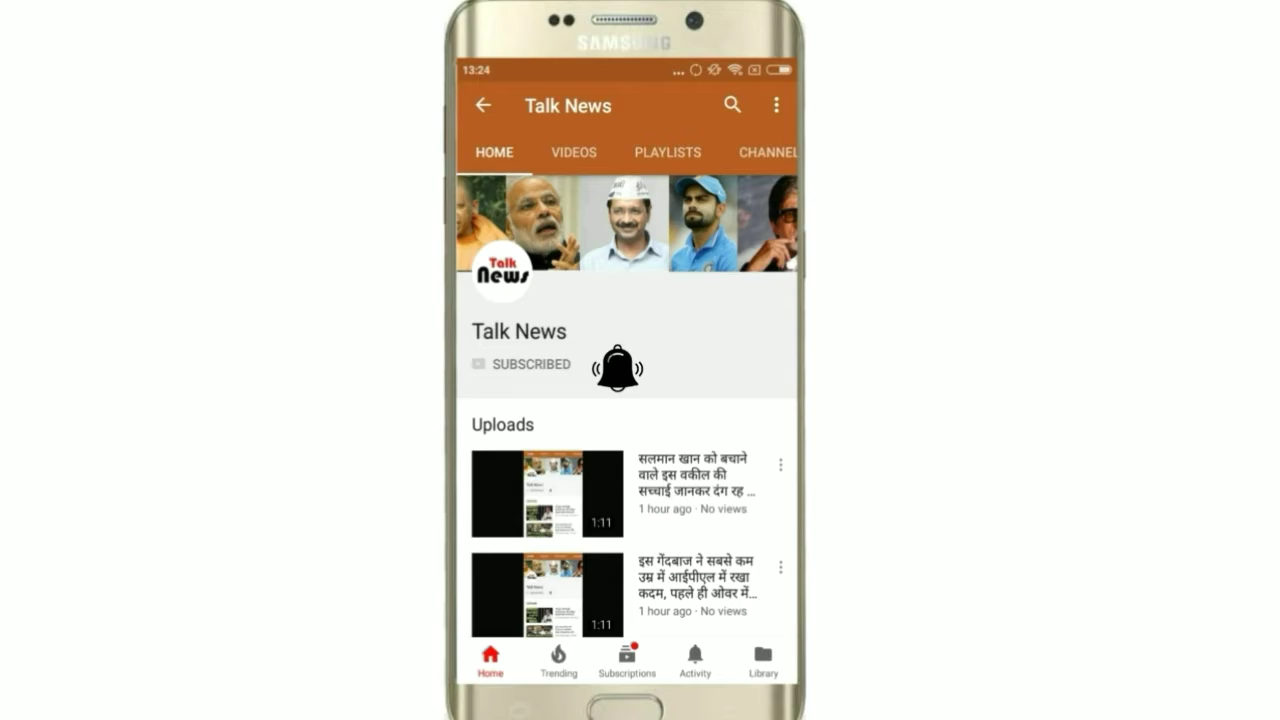 SAMSUNG
13:24
Talk News
HOME VIDEOS PLAYLISTS CHANNEL
Talk
News
Talk News
SUBSCRIBED
Uploads
सलमान खान को बचाने
वाले इस वकील की
सच्चाई जानकर दंग रह ...
1 hour ago · No views
1:11
इस गेंदबाज ने सबसे कम
उम्र में आईपीएल में रखा
कदम, पहले ही ओवर में...
1 hour ago · No views
1:11
Home Trending Subscriptions Activity Library